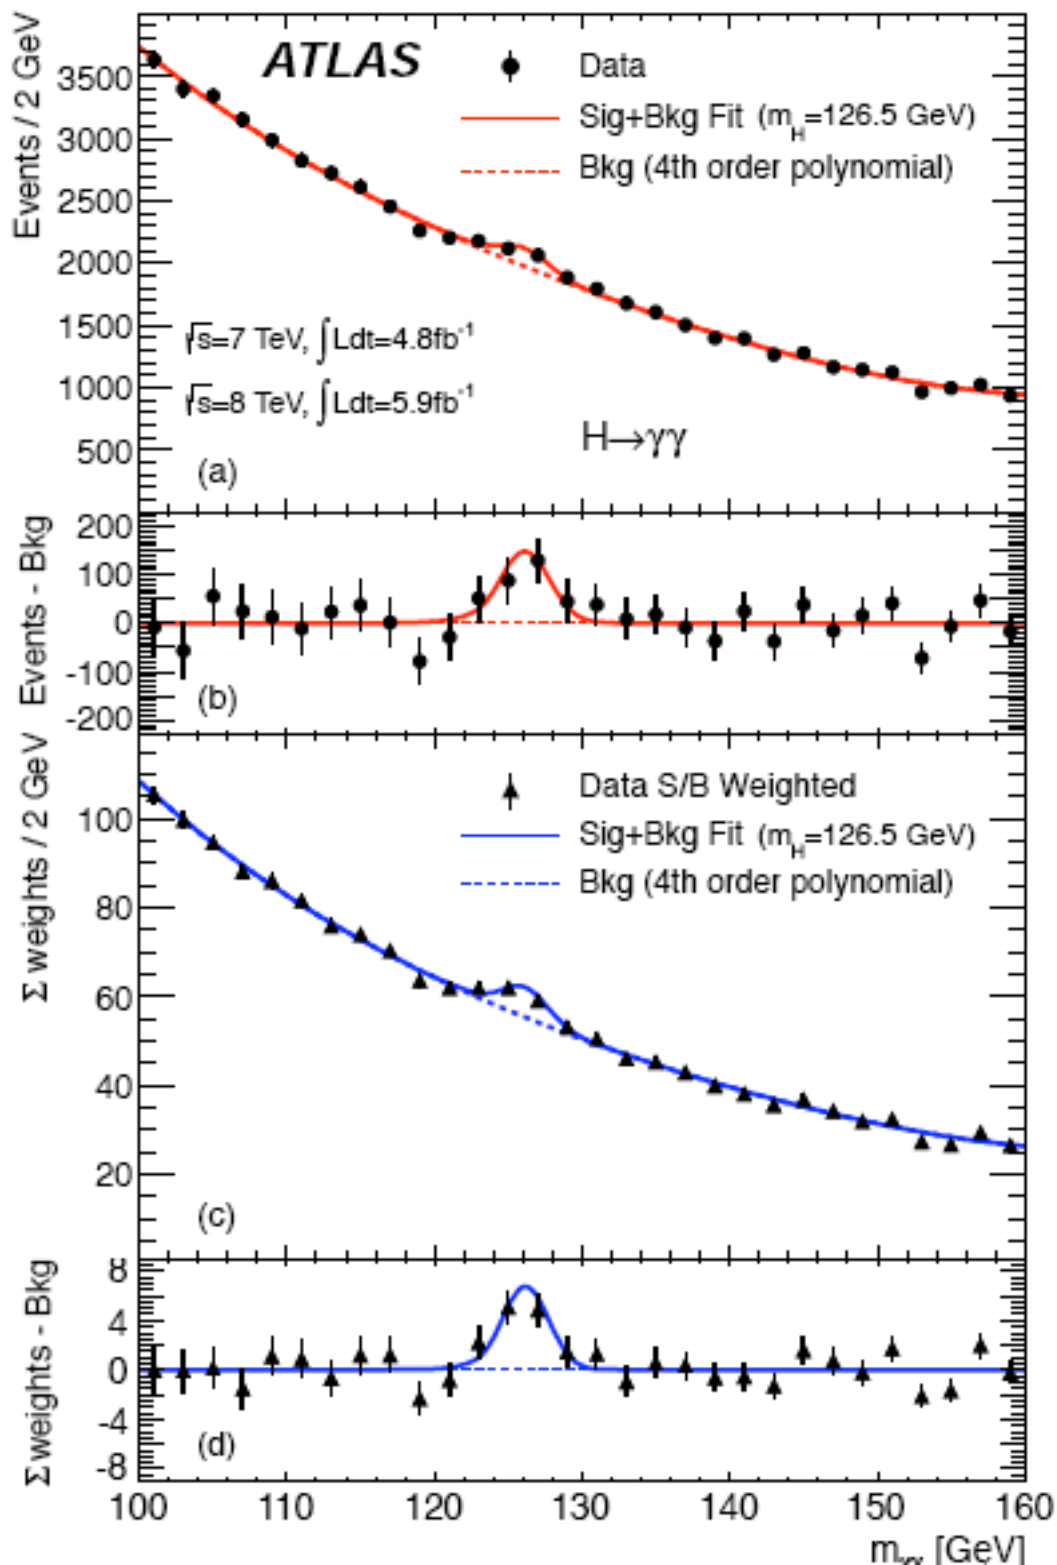 ATLAS
Data
Sig+Bkg Fit (mH=126.5 GeV)
Bkg (4th order polynomial)
Events / 2 GeV
3500
3000
2500
2000
1500
1000
500
√s=7 TeV, ∫Ldt=4.8fb-1
√s=8 TeV, ∫Ldt=5.9fb-1
H→γγ
(a)
Events - Bkg
200
100
0
-100
-200
(b)
Σ weights / 2 GeV
100
80
60
40
20
Data S/B Weighted
Sig+Bkg Fit (mH=126.5 GeV)
Bkg (4th order polynomial)
(c)
Σ weights - Bkg
8
4
0
-4
-8
(d)
100 110 120 130 140 150 160
mγγ [GeV]